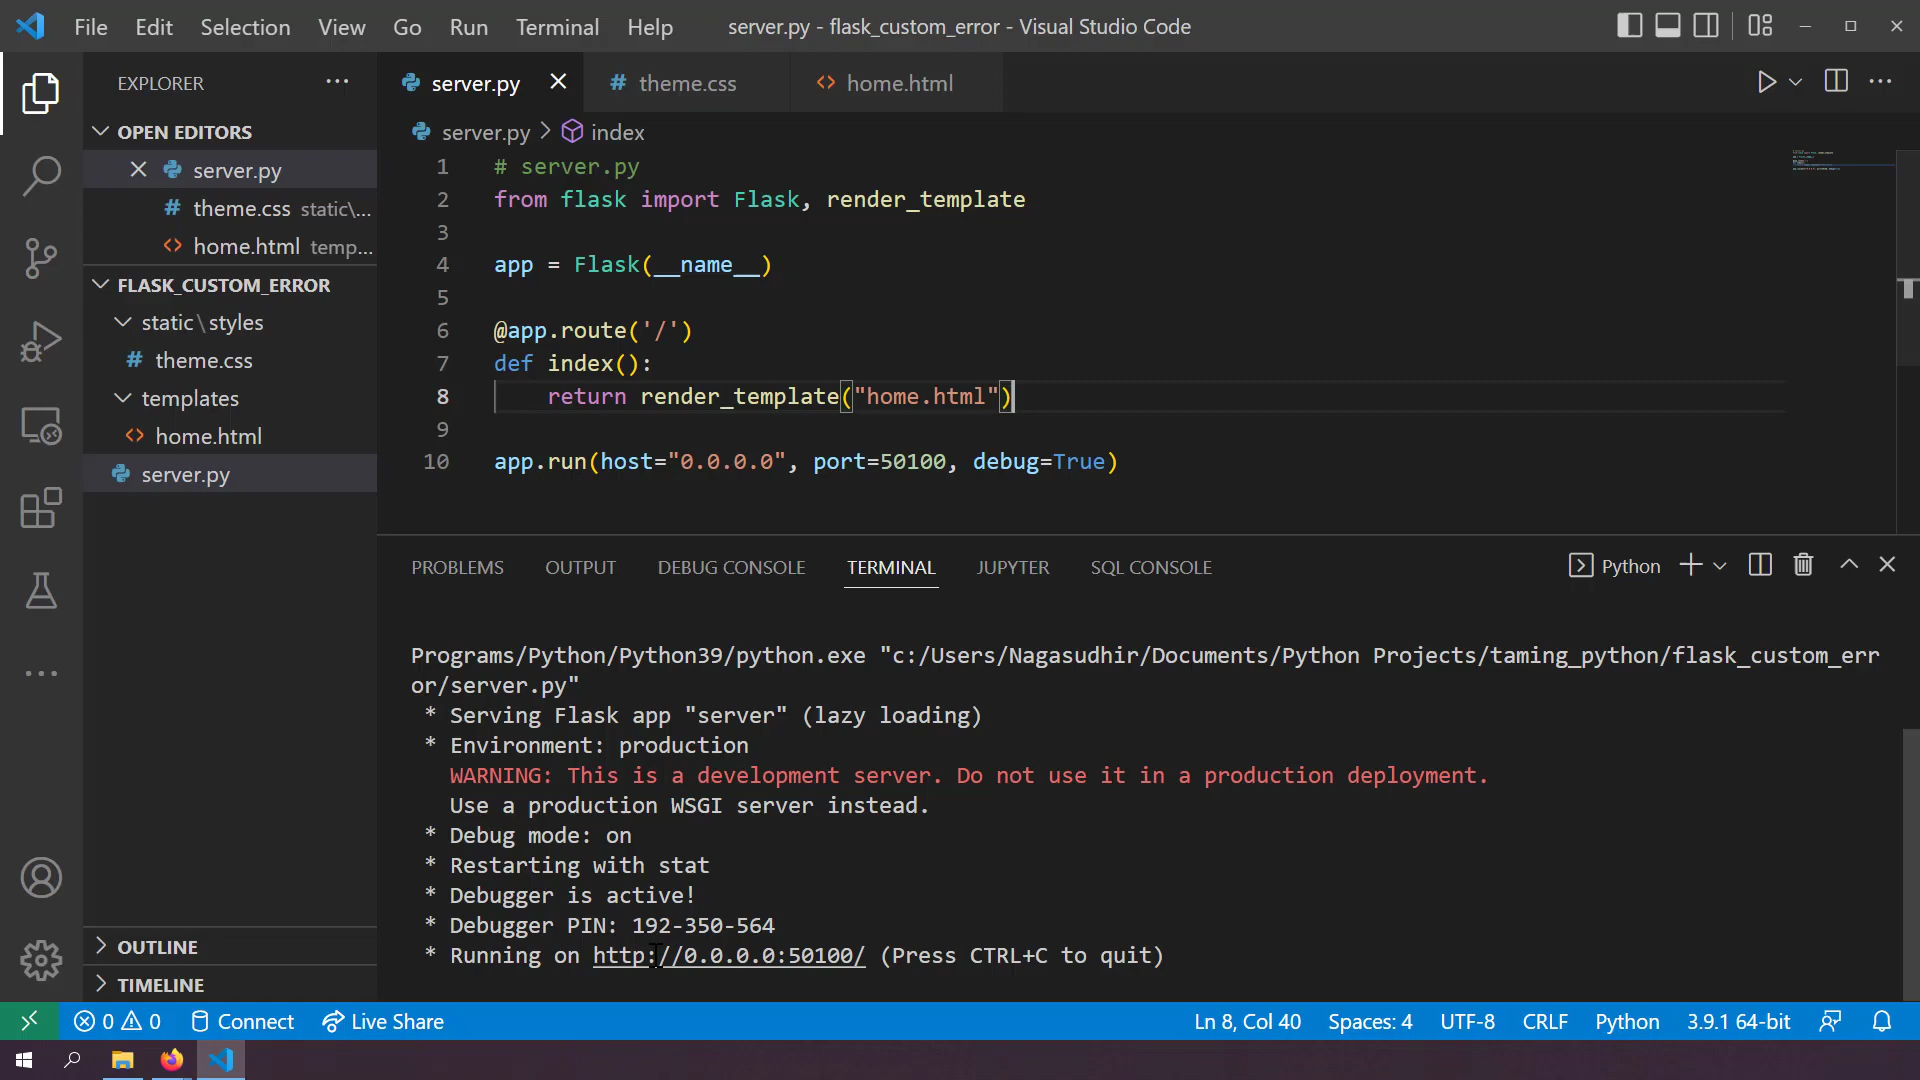 File Edit Selection View Go Run Terminal Help server.py - flask_custom_error - Visual Studio Code
EXPLORER
OPEN EDITORS
server.py
theme.css static\...
home.html temp...
FLASK_CUSTOM_ERROR
static\styles
theme.css
templates
home.html
server.py
OUTLINE
TIMELINE
server.py theme.css home.html
server.py > index
1 # server.py
2 from flask import Flask, render_template
3
4 app = Flask(__name__)
5
6 @app.route('/')
7 def index():
8 return render_template("home.html")
9
10 app.run(host="0.0.0.0", port=50100, debug=True)
PROBLEMS OUTPUT DEBUG CONSOLE TERMINAL JUPYTER SQL CONSOLE Python
Programs/Python/Python39/python.exe "c:/Users/Nagasudhir/Documents/Python Projects/taming_python/flask_custom_err
or/server.py"
* Serving Flask app "server" (lazy loading)
* Environment: production
WARNING: This is a development server. Do not use it in a production deployment.
Use a production WSGI server instead.
* Debug mode: on
* Restarting with stat
* Debugger is active!
* Debugger PIN: 192-350-564
* Running on http://0.0.0.0:50100/ (Press CTRL+C to quit)
0 0 Connect Live Share Ln 8, Col 40 Spaces: 4 UTF-8 CRLF Python 3.9.1 64-bit